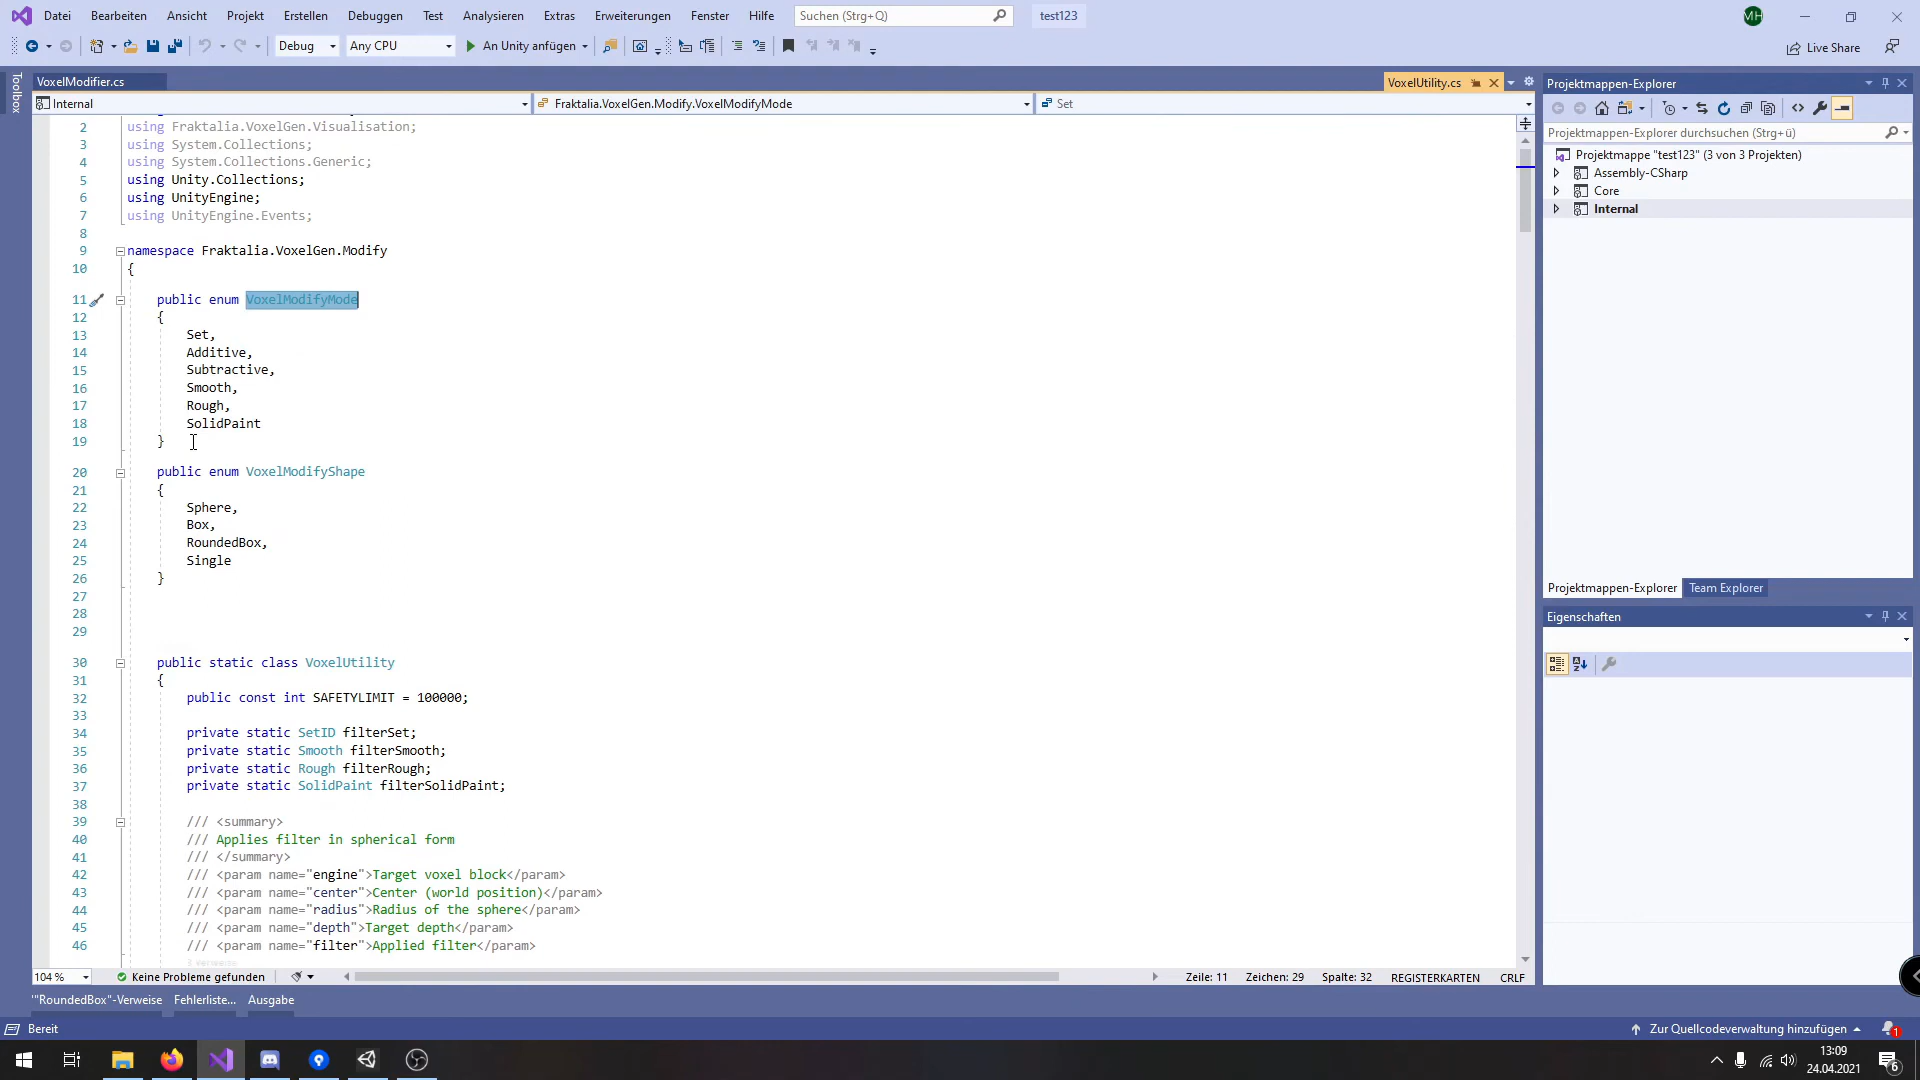 Datei Bearbeiten Ansicht Projekt Erstellen Debuggen Test Analysieren Extras Erweiterungen Fenster Hilfe Suchen (Strg+Q) test123 MH
Debug Any CPU An Unity anfügen Live Share
Toolbox
VoxelModifier.cs VoxelUtility.cs
Internal Fraktalia.VoxelGen.Modify.VoxelModifyMode Set
2 using Fraktalia.VoxelGen.Visualisation;
3 using System.Collections;
4 using System.Collections.Generic;
5 using Unity.Collections;
6 using UnityEngine;
7 using UnityEngine.Events;
8
9 namespace Fraktalia.VoxelGen.Modify
10 {
11 public enum VoxelModifyMode
12 {
13 Set,
14 Additive,
15 Subtractive,
16 Smooth,
17 Rough,
18 SolidPaint
19 }
20 public enum VoxelModifyShape
21 {
22 Sphere,
23 Box,
24 RoundedBox,
25 Single
26 }
27
28
29
30 public static class VoxelUtility
31 {
32 public const int SAFETYLIMIT = 100000;
33
34 private static SetID filterSet;
35 private static Smooth filterSmooth;
36 private static Rough filterRough;
37 private static SolidPaint filterSolidPaint;
38
39 /// <summary>
40 /// Applies filter in spherical form
41 /// </summary>
42 /// <param name="engine">Target voxel block</param>
43 /// <param name="center">Center (world position)</param>
44 /// <param name="radius">Radius of the sphere</param>
45 /// <param name="depth">Target depth</param>
46 /// <param name="filter">Applied filter</param>
104 % Keine Probleme gefunden Zeile: 11 Zeichen: 29 Spalte: 32 REGISTERKARTEN CRLF
"RoundedBox"-Verweise Fehlerliste... Ausgabe
Projektmappen-Explorer
Projektmappen-Explorer durchsuchen (Strg+ü)
Projektmappe "test123" (3 von 3 Projekten)
Assembly-CSharp
Core
Internal
Projektmappen-Explorer Team Explorer
Eigenschaften
Bereit Zur Quellcodeverwaltung hinzufügen 1
13:09
24.04.2021 6